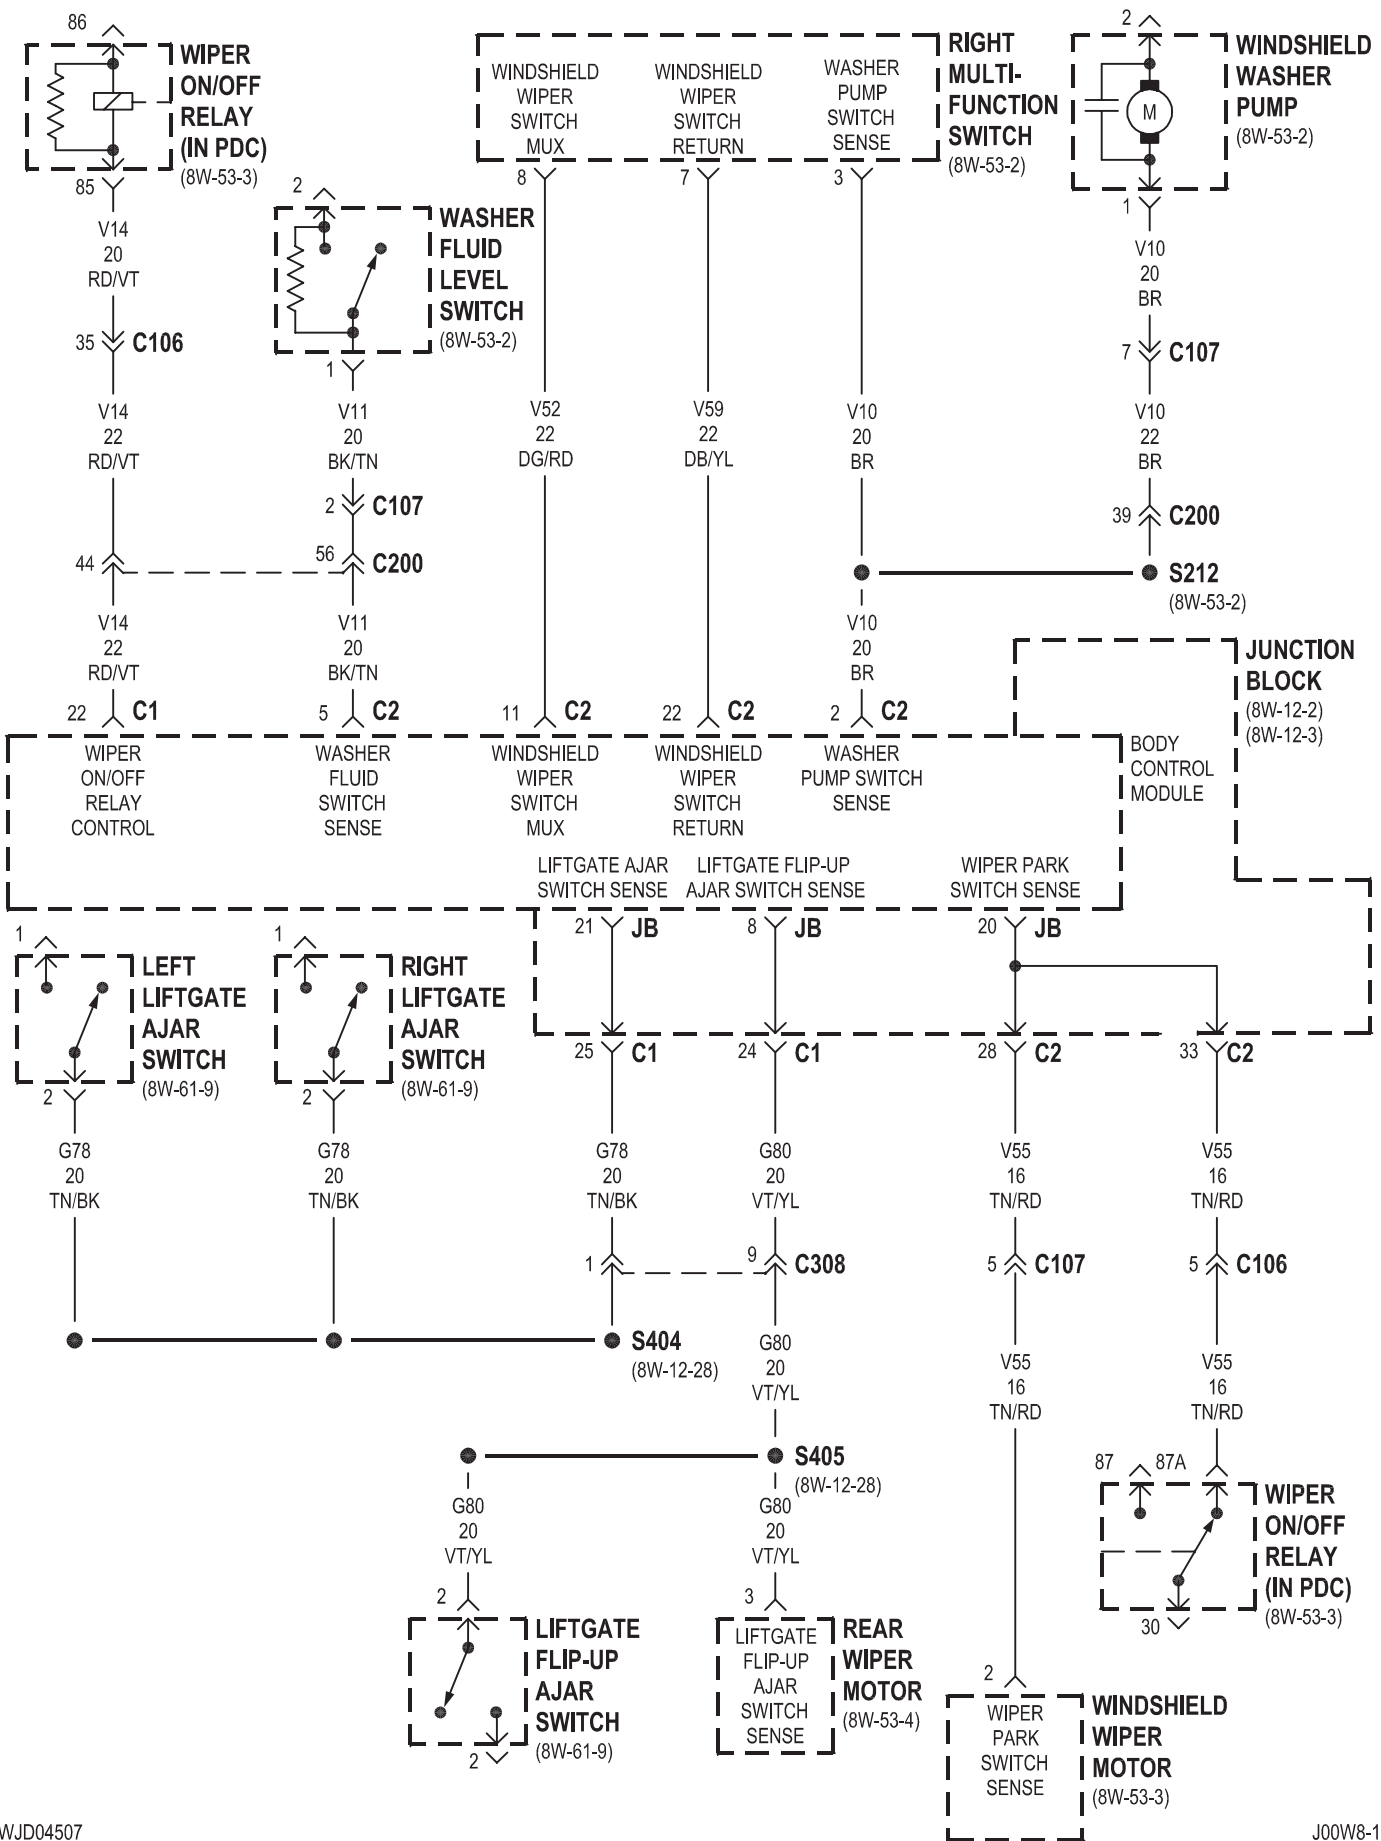 86
WIPER
ON/OFF
RELAY
(IN PDC)
(8W-53-3)
85
V14
20
RD/VT
35
C106
V14
22
RD/VT
44
V14
22
RD/VT
22
C1
2
WASHER
FLUID
LEVEL
SWITCH
(8W-53-2)
1
V11
20
BK/TN
2
C107
56
C200
V11
20
BK/TN
5
C2
WINDSHIELD
WIPER
SWITCH
MUX
WINDSHIELD
WIPER
SWITCH
RETURN
WASHER
PUMP
SWITCH
SENSE
RIGHT
MULTI-
FUNCTION
SWITCH
(8W-53-2)
8
7
3
V52
22
DG/RD
V59
22
DB/YL
V10
20
BR
V10
20
BR
11
C2
22
C2
2
C2
2
M
WINDSHIELD
WASHER
PUMP
(8W-53-2)
1
V10
20
BR
7
C107
V10
22
BR
39
C200
S212
(8W-53-2)
JUNCTION
BLOCK
(8W-12-2)
(8W-12-3)
BODY
CONTROL
MODULE
WIPER
ON/OFF
RELAY
CONTROL
WASHER
FLUID
SWITCH
SENSE
WINDSHIELD
WIPER
SWITCH
MUX
WINDSHIELD
WIPER
SWITCH
RETURN
WASHER
PUMP SWITCH
SENSE
LIFTGATE AJAR
SWITCH SENSE
LIFTGATE FLIP-UP
AJAR SWITCH SENSE
WIPER PARK
SWITCH SENSE
21
JB
8
JB
20
JB
1
LEFT
LIFTGATE
AJAR
SWITCH
(8W-61-9)
2
1
RIGHT
LIFTGATE
AJAR
SWITCH
(8W-61-9)
2
25
C1
24
C1
28
C2
33
C2
G78
20
TN/BK
G78
20
TN/BK
G78
20
TN/BK
G80
20
VT/YL
V55
16
TN/RD
V55
16
TN/RD
1
9
C308
5
C107
5
C106
S404
(8W-12-28)
G80
20
VT/YL
V55
16
TN/RD
V55
16
TN/RD
S405
(8W-12-28)
G80
20
VT/YL
G80
20
VT/YL
87
87A
WIPER
ON/OFF
RELAY
(IN PDC)
(8W-53-3)
30
2
LIFTGATE
FLIP-UP
AJAR
SWITCH
(8W-61-9)
2
3
LIFTGATE
FLIP-UP
AJAR
SWITCH
SENSE
REAR
WIPER
MOTOR
(8W-53-4)
2
WIPER
PARK
SWITCH
SENSE
WINDSHIELD
WIPER
MOTOR
(8W-53-3)
WJD04507
J00W8-1